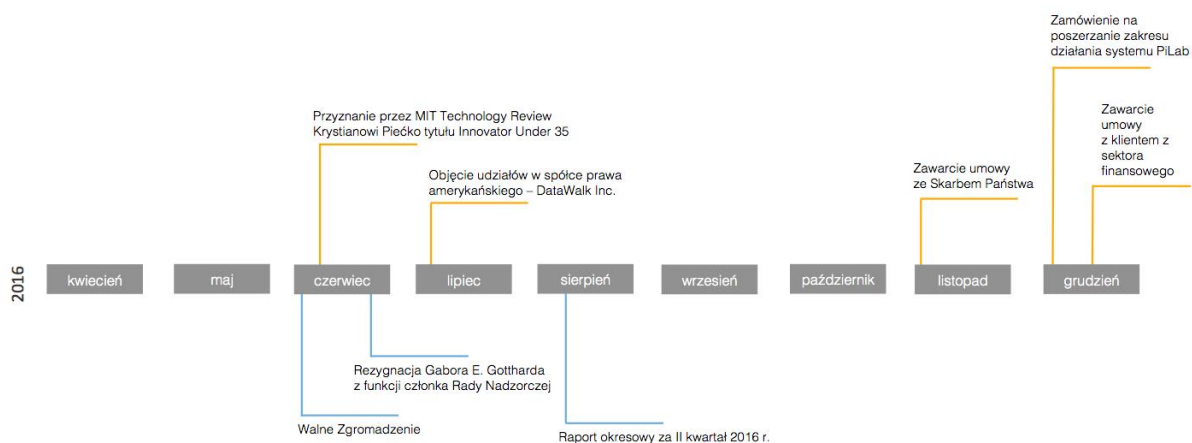 Zamówienie na
poszerzanie zakresu
działania systemu PiLab
Przyznanie przez MIT Technology Review
Krystianowi Piećko tytułu Innovator Under 35
Zawarcie
umowy
z klientem z
sektora
finansowego
Objęcie udziałów w spółce prawa
amerykańskiego – DataWalk Inc.
Zawarcie umowy
ze Skarbem Państwa
2016
kwiecień
maj
czerwiec
lipiec
sierpień
wrzesień
październik
listopad
grudzień
Rezygnacja Gabora E. Gottharda
z funkcji członka Rady Nadzorczej
Walne Zgromadzenie
Raport okresowy za II kwartał 2016 r.